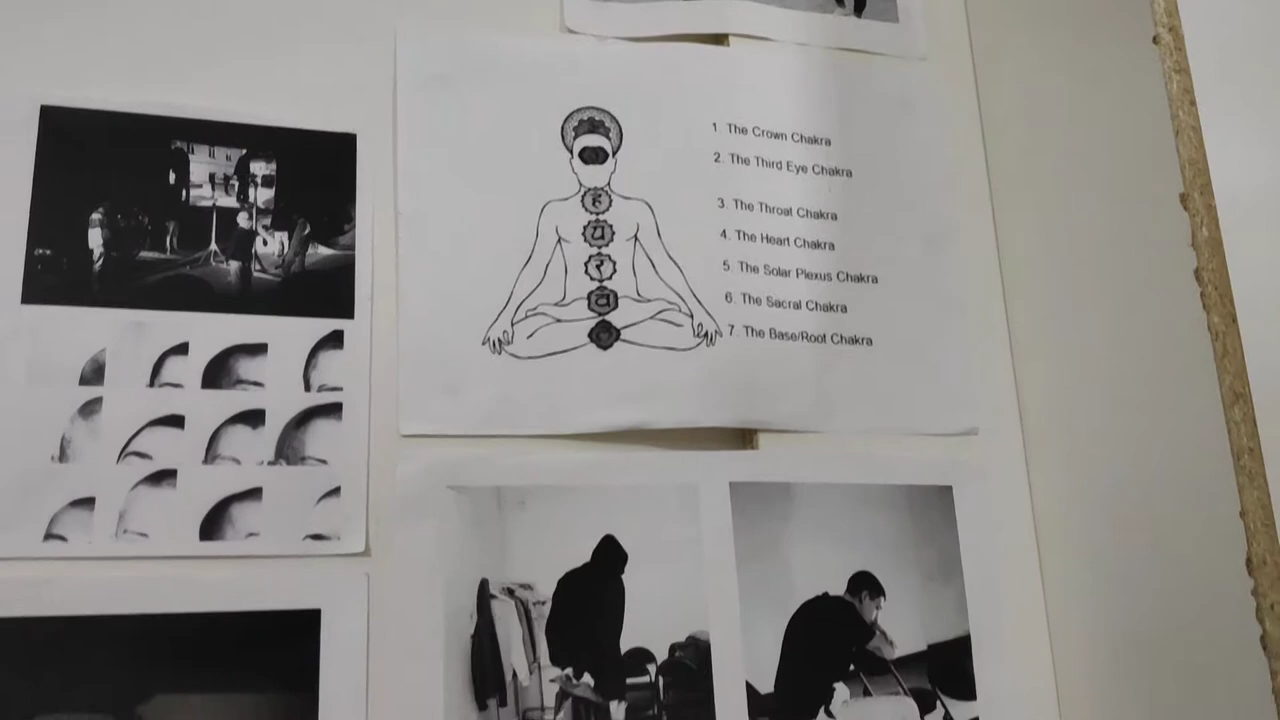 1. The Crown Chakra
2. The Third Eye Chakra
3. The Throat Chakra
4. The Heart Chakra
5. The Solar Plexus Chakra
6. The Sacral Chakra
7. The Base/Root Chakra
ह
य
र
व